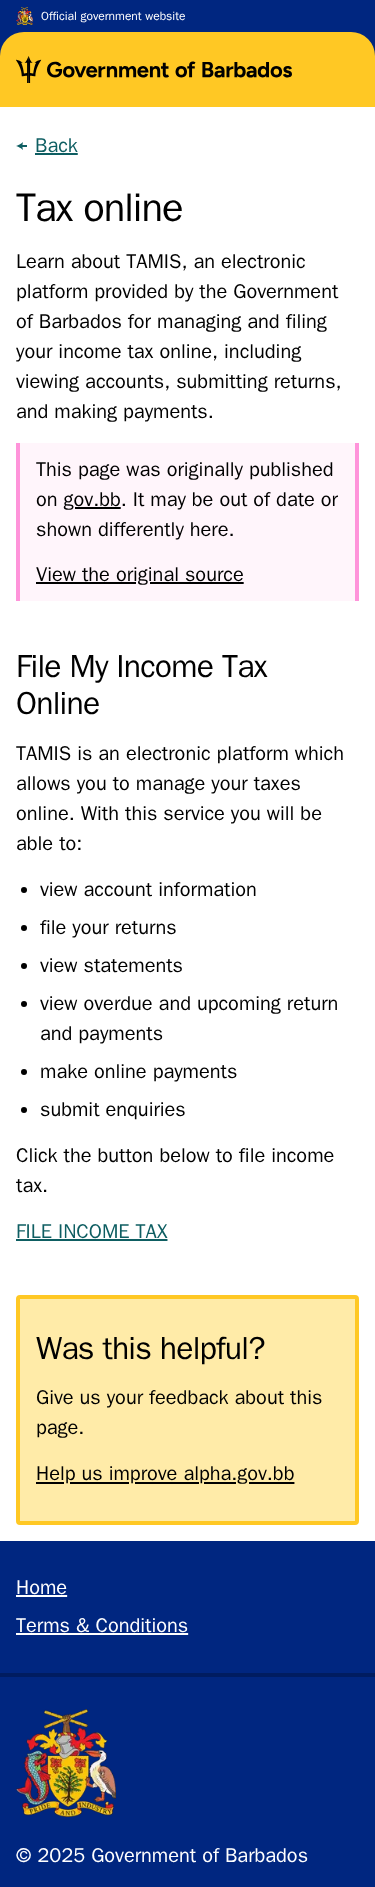 Official government website
Government of Barbados
← Back
Tax online
Learn about TAMIS, an electronic
platform provided by the Government
of Barbados for managing and filing
your income tax online, including
viewing accounts, submitting returns,
and making payments.
This page was originally published
on gov.bb. It may be out of date or
shown differently here.
View the original source
File My Income Tax
Online
TAMIS is an electronic platform which
allows you to manage your taxes
online. With this service you will be
able to:
• view account information
• file your returns
• view statements
• view overdue and upcoming return
and payments
• make online payments
• submit enquiries
Click the button below to file income
tax.
FILE INCOME TAX
Was this helpful?
Give us your feedback about this
page.
Help us improve alpha.gov.bb
Home
Terms & Conditions
PRIDE AND INDUSTRY
© 2025 Government of Barbados